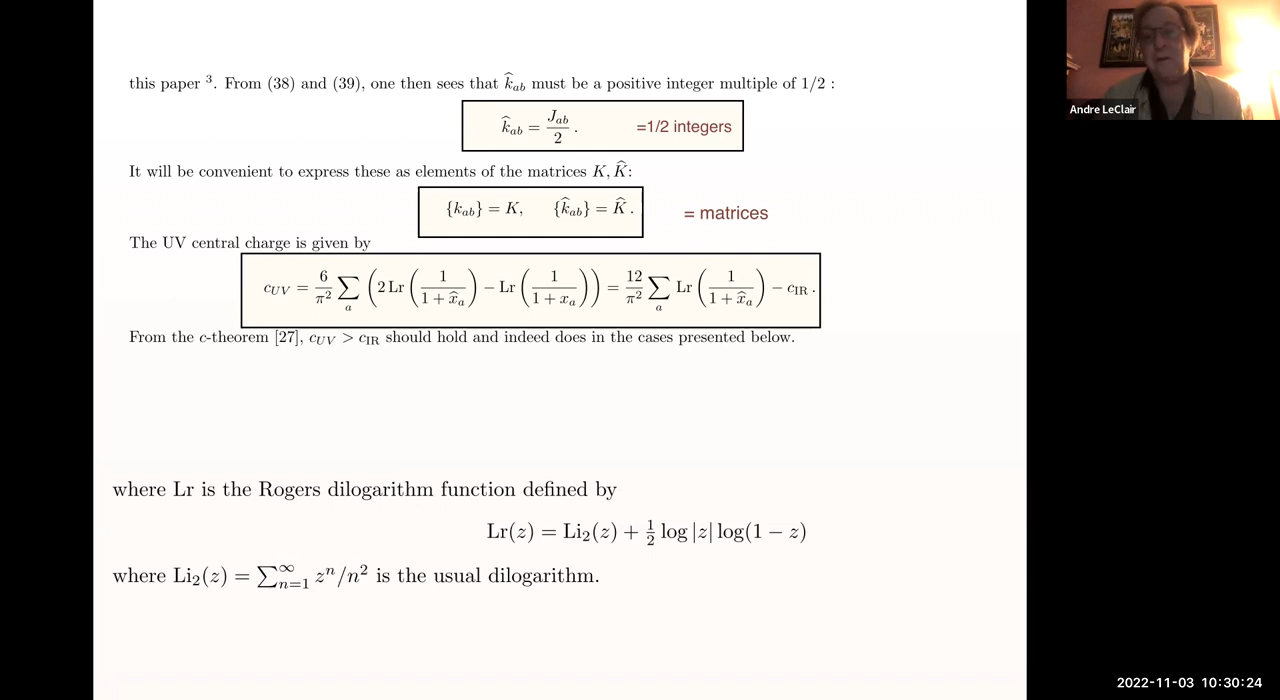 this paper ³. From (38) and (39), one then sees that k̂_ab must be a positive integer multiple of 1/2 :
k̂_ab = J_ab / 2 . =1/2 integers
It will be convenient to express these as elements of the matrices K, K̂:
{k_ab} = K, {k̂_ab} = K̂ . = matrices
The UV central charge is given by
c_UV = 6/π² ∑_a ( 2 Lr ( 1/(1 + x̂_a) ) − Lr ( 1/(1 + x_a) ) ) = 12/π² ∑_a Lr ( 1/(1 + x̂_a) ) − c_IR .
From the c-theorem [27], c_UV > c_IR should hold and indeed does in the cases presented below.
where Lr is the Rogers dilogarithm function defined by
Lr(z) = Li₂(z) + ½ log |z| log(1 − z)
where Li₂(z) = ∑_{n=1}^∞ zⁿ/n² is the usual dilogarithm.
Andre LeClair
2022-11-03 10:30:24